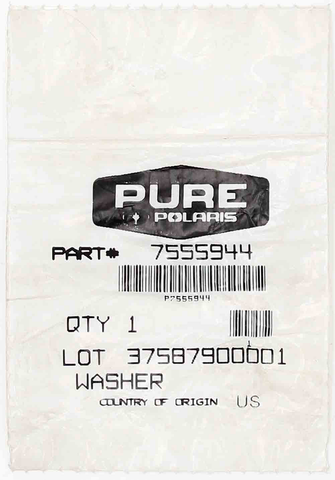 PURE
POLARIS
PART# 7555944
P7555944
QTY 1
LOT 37587900001
WASHER
COUNTRY OF ORIGIN US